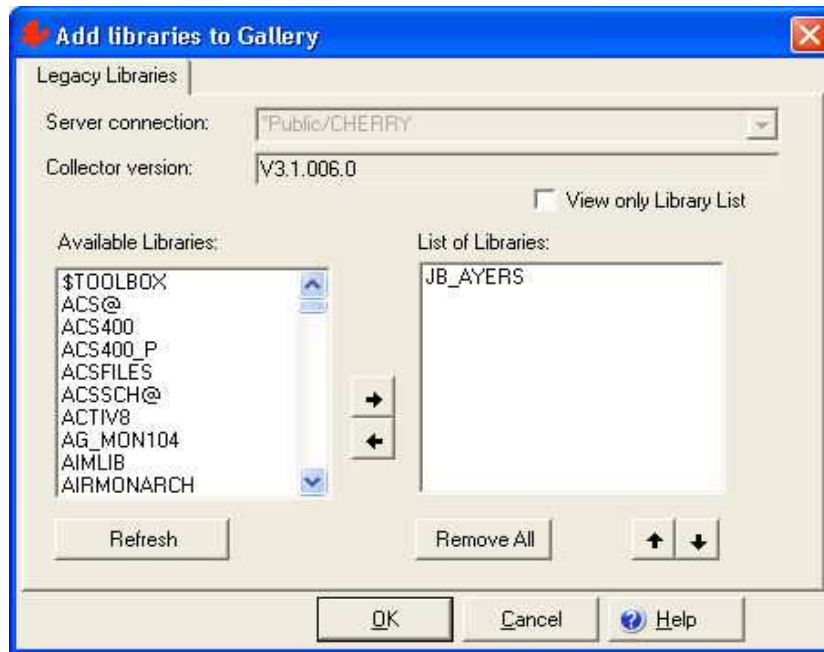 Add libraries to Gallery
Legacy Libraries
Server connection: *Public/CHERRY
Collector version: V3.1.006.0
View only Library List
Available Libraries:
$TOOLBOX
ACS@
ACS400
ACS400_P
ACSFILES
ACSSCH@
ACTIV8
AG_MON104
AIMLIB
AIRMONARCH
List of Libraries:
JB_AYERS
Refresh
Remove All
OK
Cancel
Help